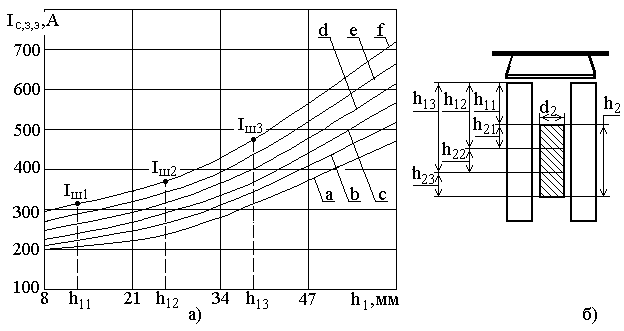 I с,з,э,А
700
600
500
400
300
200
100
8
21
34
47
h₁,мм
h₁₁
h₁₂
h₁₃
Iш1
Iш2
Iш3
d
e
f
a
b
c
а)
h₁₃
h₁₂
h₁₁
d₂
h₂
h₂₁
h₂₂
h₂₃
б)